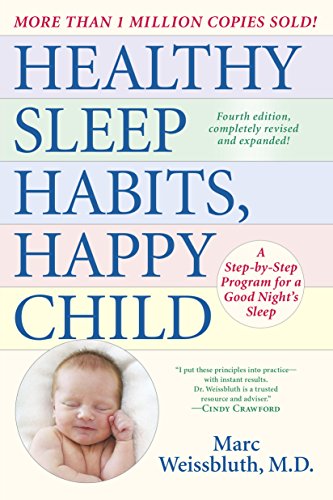 MORE THAN 1 MILLION COPIES SOLD!
HEALTHY
SLEEP
HABITS,
HAPPY
CHILD
Fourth edition,
completely revised
and expanded!
A
Step-by-Step
Program for a
Good Night's
Sleep
"I put these principles into practice—
with instant results.
Dr. Weissbluth is a trusted
resource and adviser."
—CINDY CRAWFORD
Marc
Weissbluth, M.D.